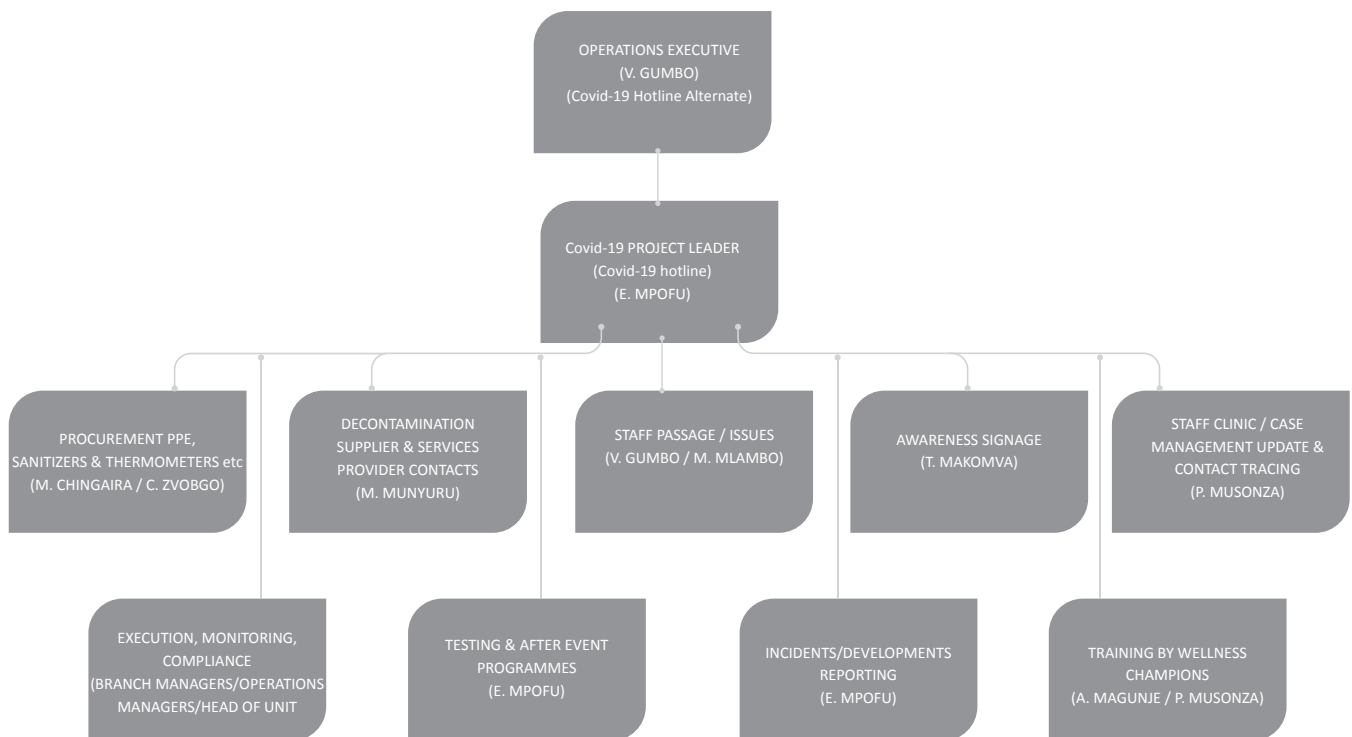 OPERATIONS EXECUTIVE
(V. GUMBO)
(Covid-19 Hotline Alternate)
Covid-19 PROJECT LEADER
(Covid-19 hotline)
(E. MPOFU)
PROCUREMENT PPE,
SANITIZERS & THERMOMETERS etc
(M. CHINGAIRA / C. ZVOBGO)
DECONTAMINATION
SUPPLIER & SERVICES
PROVIDER CONTACTS
(M. MUNYURU)
STAFF PASSAGE / ISSUES
(V. GUMBO / M. MLAMBO)
AWARENESS SIGNAGE
(T. MAKOMVA)
STAFF CLINIC / CASE
MANAGEMENT UPDATE &
CONTACT TRACING
(P. MUSONZA)
EXECUTION, MONITORING,
COMPLIANCE
(BRANCH MANAGERS/OPERATIONS
MANAGERS/HEAD OF UNIT
TESTING & AFTER EVENT
PROGRAMMES
(E. MPOFU)
INCIDENTS/DEVELOPMENTS
REPORTING
(E. MPOFU)
TRAINING BY WELLNESS
CHAMPIONS
(A. MAGUNJE / P. MUSONZA)